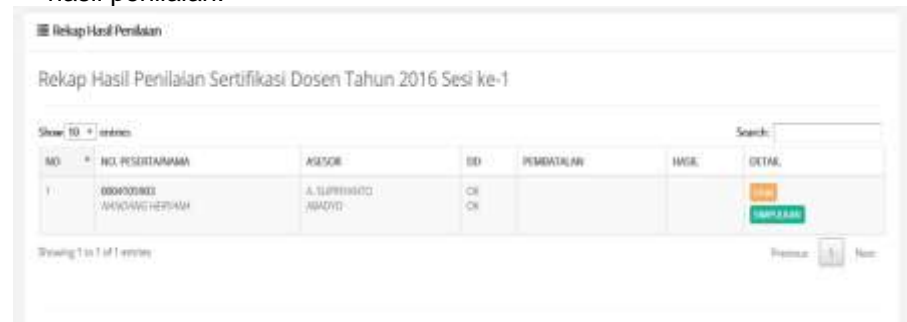 hasil penilaian.
Rekap Hasil Penilaian
Rekap Hasil Penilaian Sertifikasi Dosen Tahun 2016 Sesi ke-1
Show 10 entries
Search:
NO NO. PESERTA/NAMA ASESOR DD PEMBATALAN HASIL DETAIL
1
OK
OK
SIMPULKAN
Showing 1 to 1 of 1 entries
Previous 1 Next